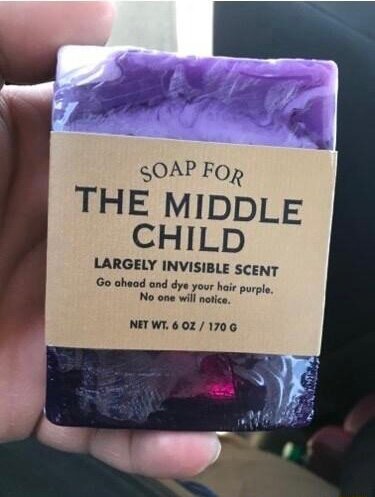 SOAP FOR
THE MIDDLE
CHILD
LARGELY INVISIBLE SCENT
Go ahead and dye your hair purple.
No one will notice.
NET WT. 6 OZ / 170 G